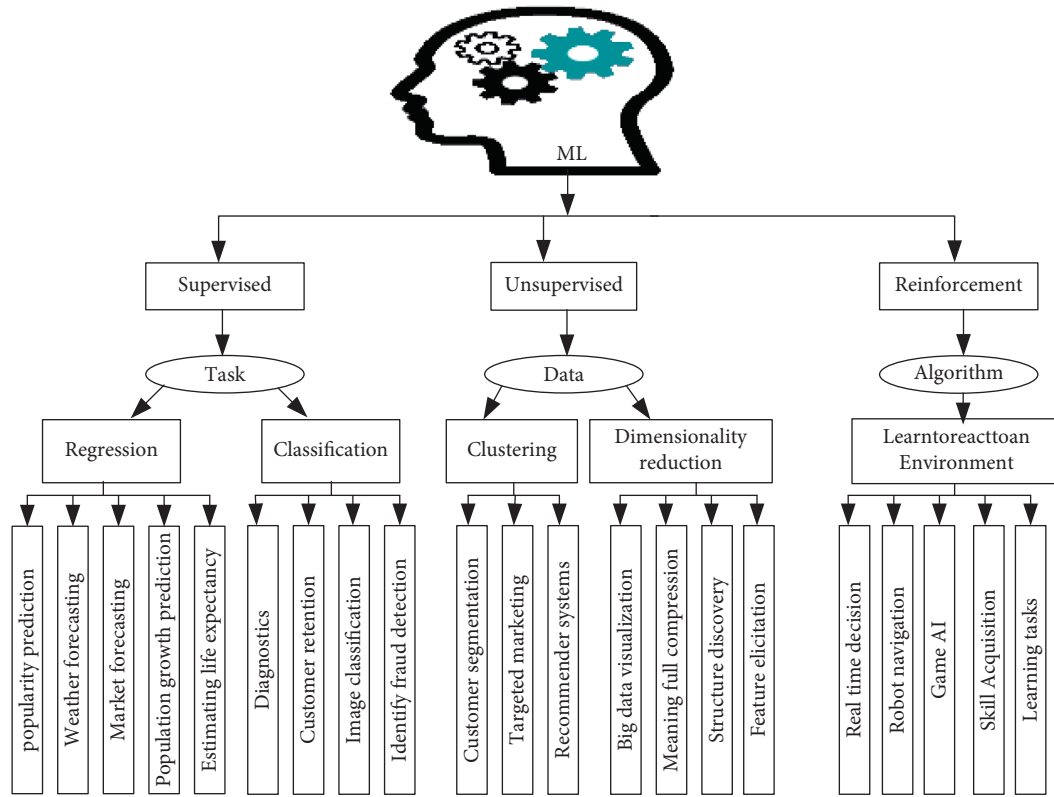 ML
Supervised
Unsupervised
Reinforcement
Task
Data
Algorithm
Regression
Classification
Clustering
Dimensionality
reduction
Learntoreacttoan
Environment
popularity prediction
Weather forecasting
Market forecasting
Population growth prediction
Estimating life expectancy
Diagnostics
Customer retention
Image classification
Identify fraud detection
Customer segmentation
Targeted marketing
Recommender systems
Big data visualization
Meaning full compression
Structure discovery
Feature elicitation
Real time decision
Robot navigation
Game AI
Skill Acquisition
Learning tasks